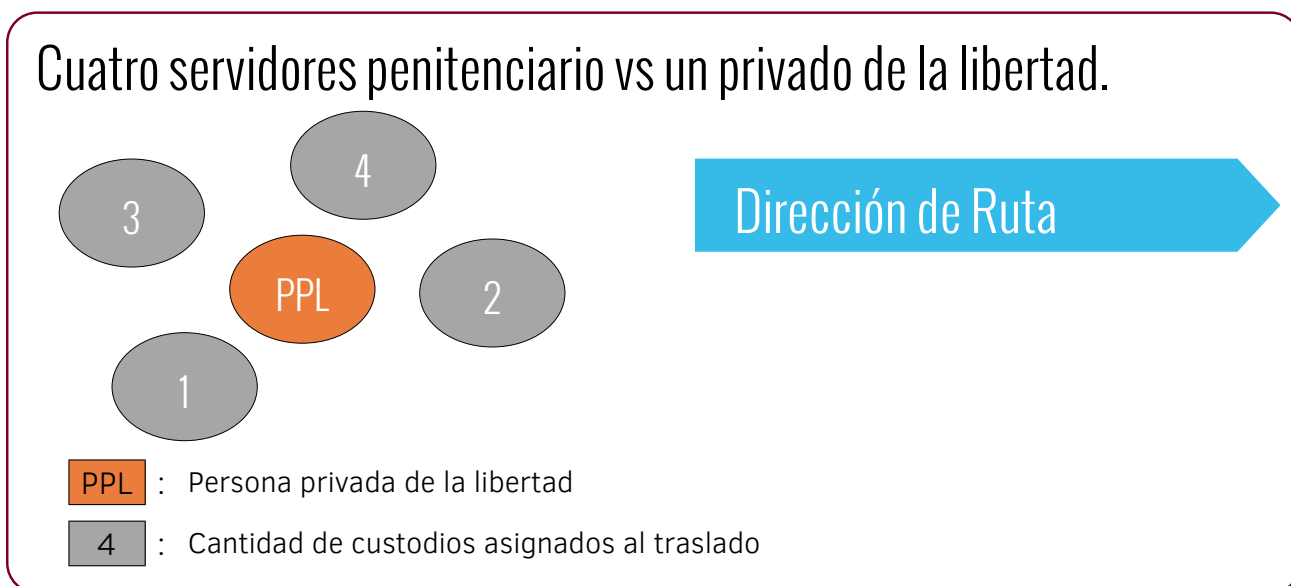 Cuatro servidores penitenciario vs un privado de la libertad.
4
3
Dirección de Ruta
PPL
2
1
PPL : Persona privada de la libertad
4 : Cantidad de custodios asignados al traslado